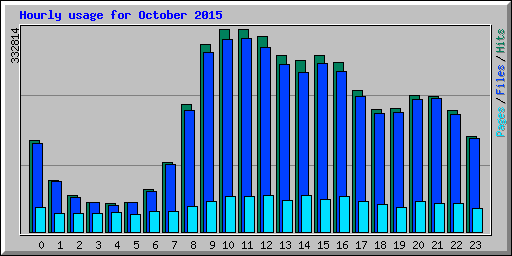 Hourly usage for October 2015
332814
Pages/Files/Hits
0 1 2 3 4 5 6 7 8 9 10 11 12 13 14 15 16 17 18 19 20 21 22 23